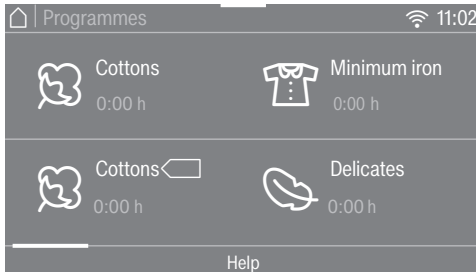 Programmes 11:02
Cottons
0:00 h
Minimum iron
0:00 h
Cottons
0:00 h
Delicates
0:00 h
Help